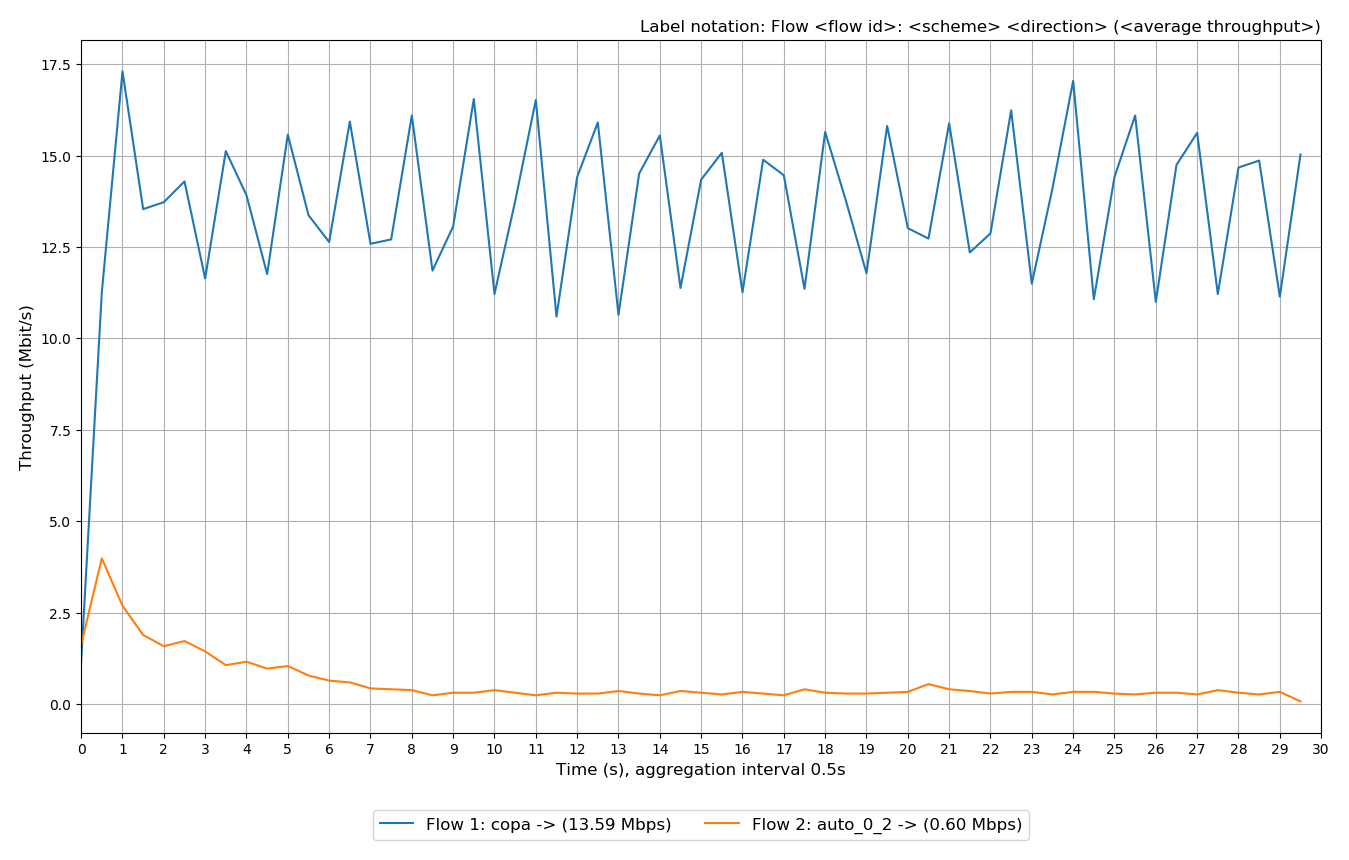 Label notation: Flow <flow id>: <scheme> <direction> (<average throughput>)
17.5
15.0
12.5
10.0
7.5
5.0
2.5
0.0
Throughput (Mbit/s)
0 1 2 3 4 5 6 7 8 9 10 11 12 13 14 15 16 17 18 19 20 21 22 23 24 25 26 27 28 29 30
Time (s), aggregation interval 0.5s
Flow 1: copa -> (13.59 Mbps) Flow 2: auto_0_2 -> (0.60 Mbps)